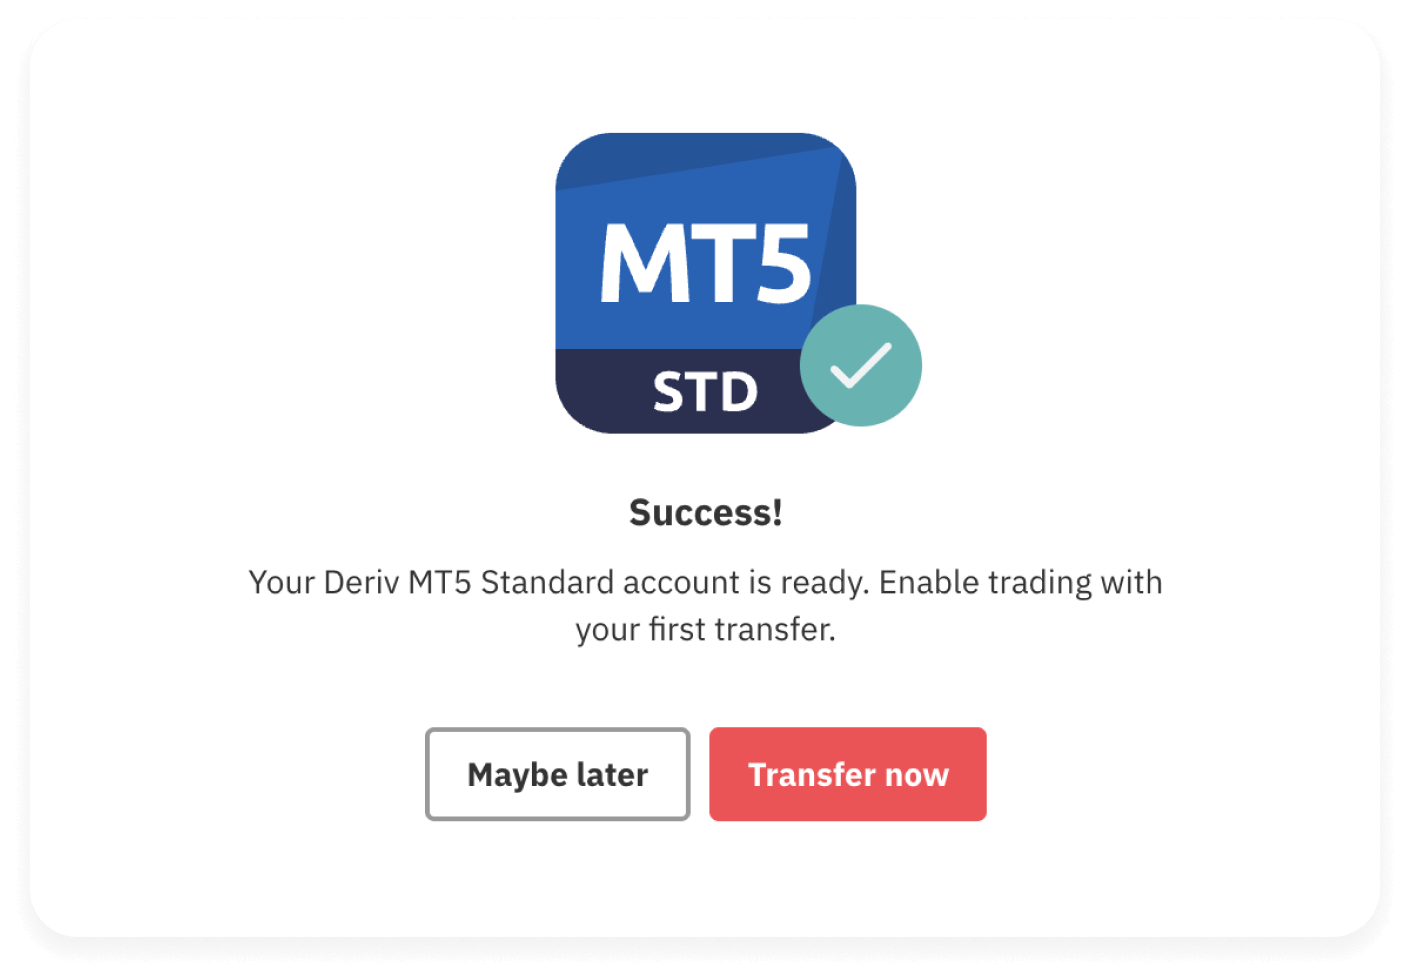 MT5
STD
Success!
Your Deriv MT5 Standard account is ready. Enable trading with
your first transfer.
Maybe later
Transfer now